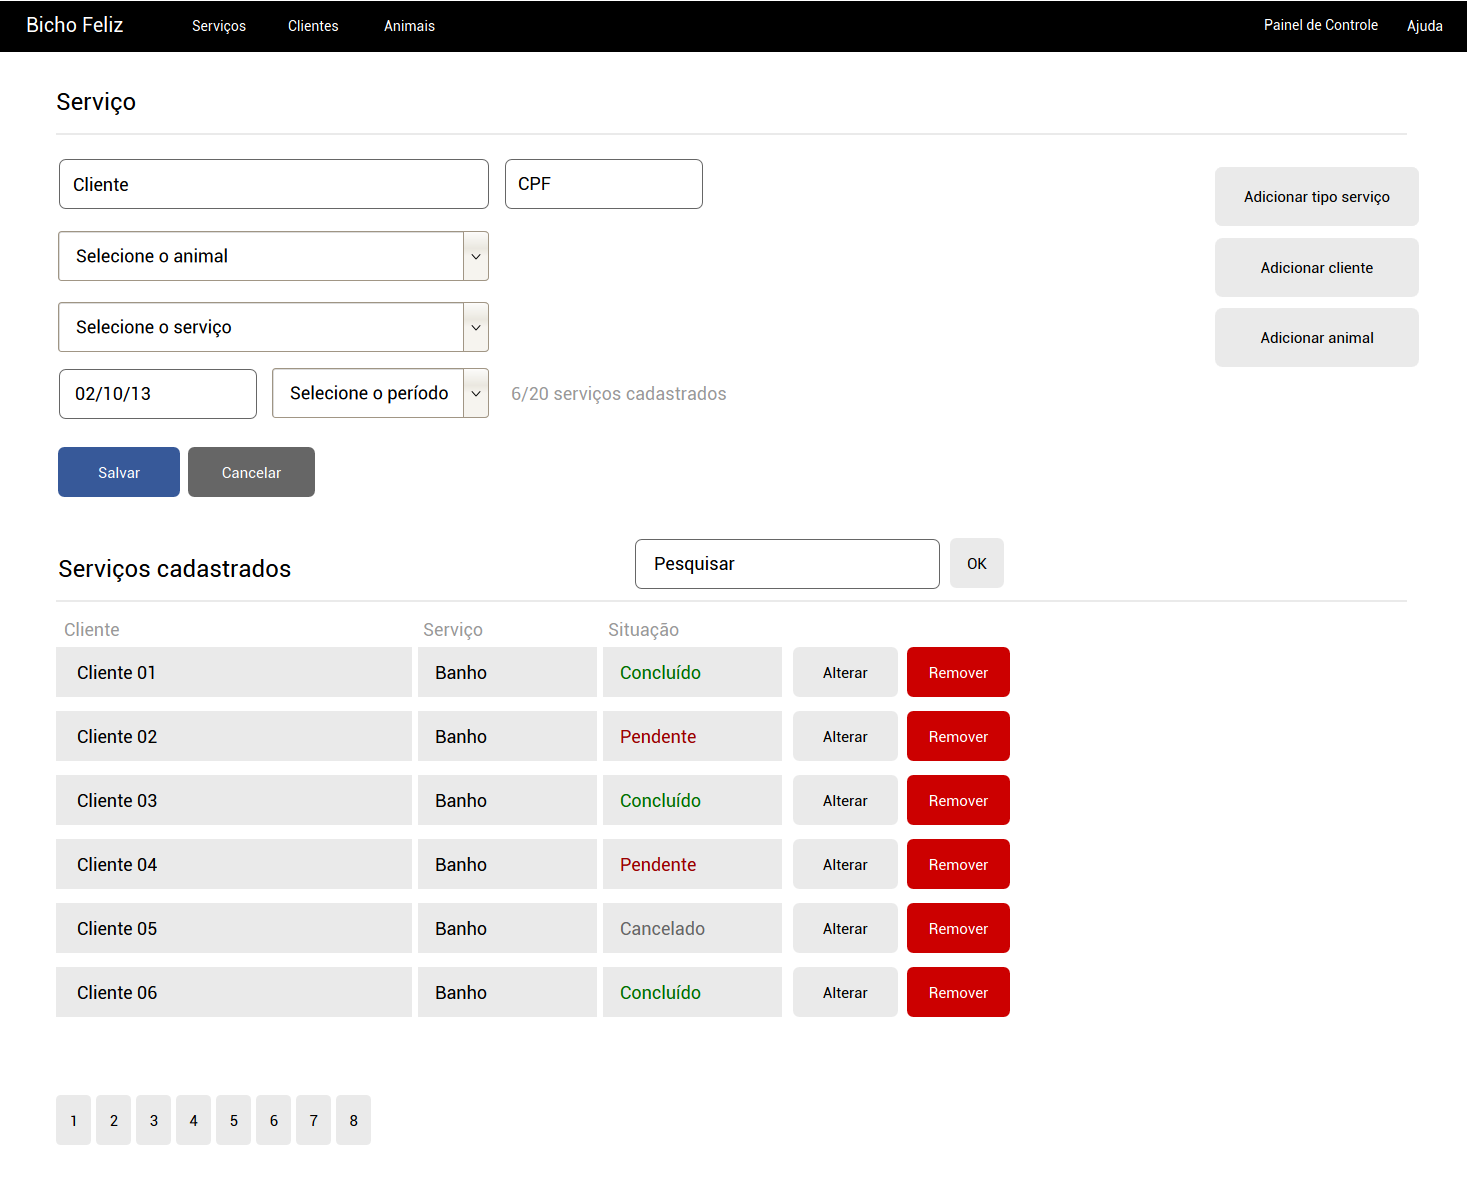 Bicho Feliz Serviços Clientes Animais Painel de Controle Ajuda
Serviço
Cliente CPF
Adicionar tipo serviço
Selecione o animal
Adicionar cliente
Selecione o serviço
Adicionar animal
02/10/13 Selecione o período 6/20 serviços cadastrados
Salvar Cancelar
Serviços cadastrados Pesquisar OK
Cliente Serviço Situação
Cliente 01 Banho Concluído Alterar Remover
Cliente 02 Banho Pendente Alterar Remover
Cliente 03 Banho Concluído Alterar Remover
Cliente 04 Banho Pendente Alterar Remover
Cliente 05 Banho Cancelado Alterar Remover
Cliente 06 Banho Concluído Alterar Remover
1 2 3 4 5 6 7 8